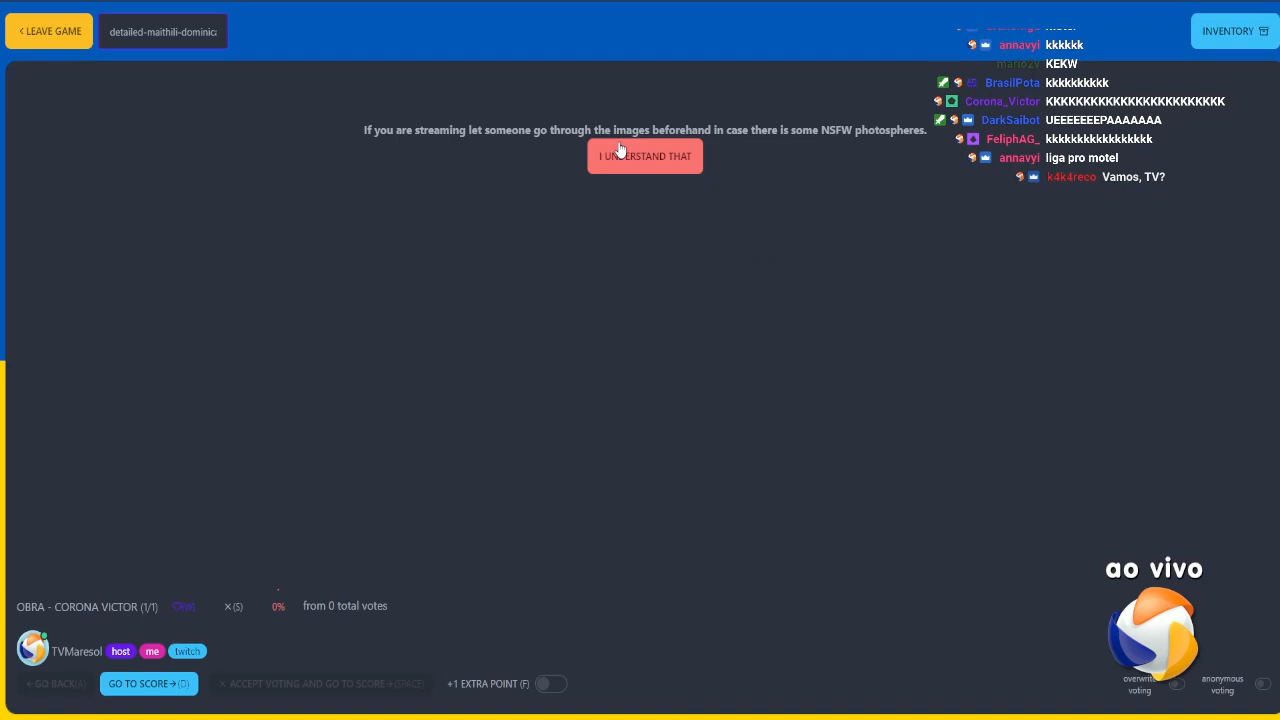 LEAVE GAME
detailed-maithili-dominica
INVENTORY
annavyi kkkkkk
mario2v KEKW
BrasilPota kkkkkkkkkk
Corona_Victor KKKKKKKKKKKKKKKKKKKKKKKK
DarkSaibot UEEEEEEEPAAAAAAA
FeliphAG_ kkkkkkkkkkkkkkkkk
annavyi liga pro motel
k4k4reco Vamos, TV?
If you are streaming let someone go through the images beforehand in case there is some NSFW photospheres.
I UNDERSTAND THAT
ao vivo
OBRA - CORONA VICTOR (1/1)
(S)
0%
from 0 total votes
TVMaresol host me twitch
GO BACK(A)
GO TO SCORE (D)
ACCEPT VOTING AND GO TO SCORE (SPACE)
+1 EXTRA POINT (F)
overwrite voting
anonymous voting